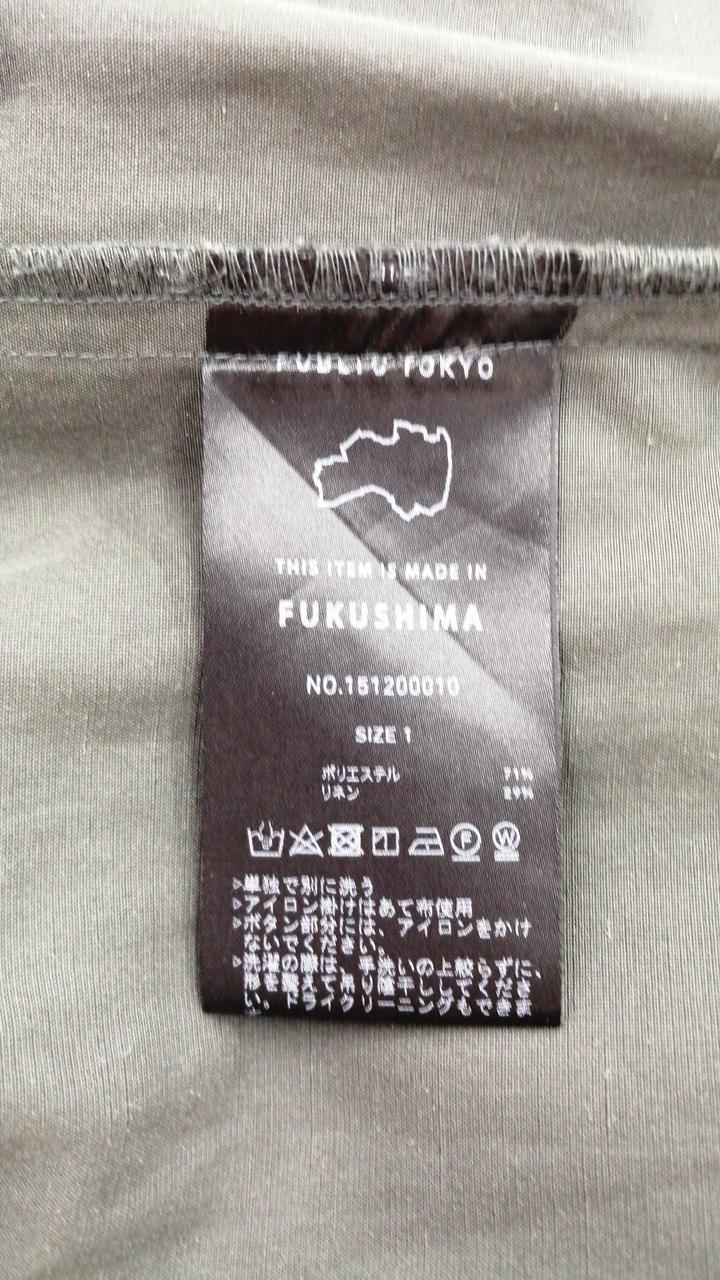 TOKYO
THIS ITEM IS MADE IN
FUKUSHIMA
NO.161200010
SIZE 1
ポリエステル 71%
リネン 29%
P W
▷単独で別に洗う
▷アイロン掛けはあて布使用
▷ボタン部分には、アイロンをかけ
ないでください。
▷洗濯の際は、手洗いの上絞らずに、
形を整えて吊り陰干ししてくださ
い。ドライクリーニングもできま